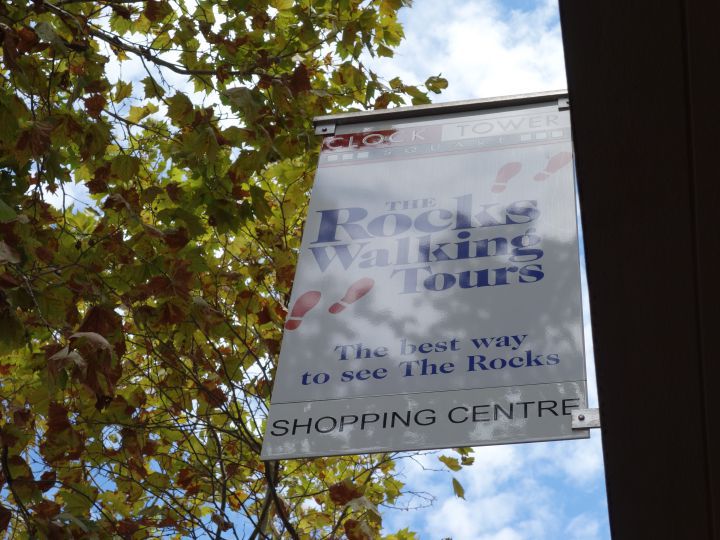 CLOCK TOWER
SQUARE
THE
Rocks
Walking
Tours
The best way
to see The Rocks
SHOPPING CENTRE